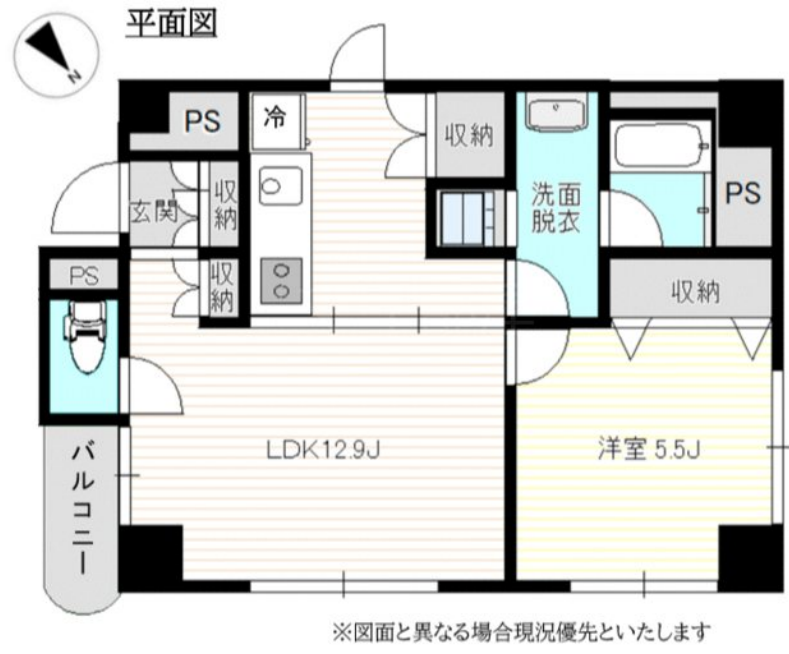 平面図
N
PS
冷
収納
玄関
収
納
洗面
脱衣
PS
PS
収
納
収納
LDK12.9J
洋室 5.5J
バルコニー
※図面と異なる場合現況優先といたします